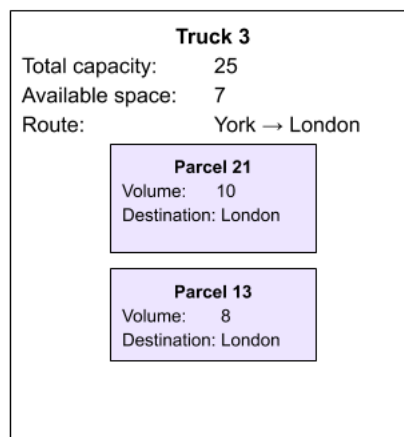 Truck 3
Total capacity: 25
Available space: 7
Route: York → London
Parcel 21
Volume: 10
Destination: London
Parcel 13
Volume: 8
Destination: London